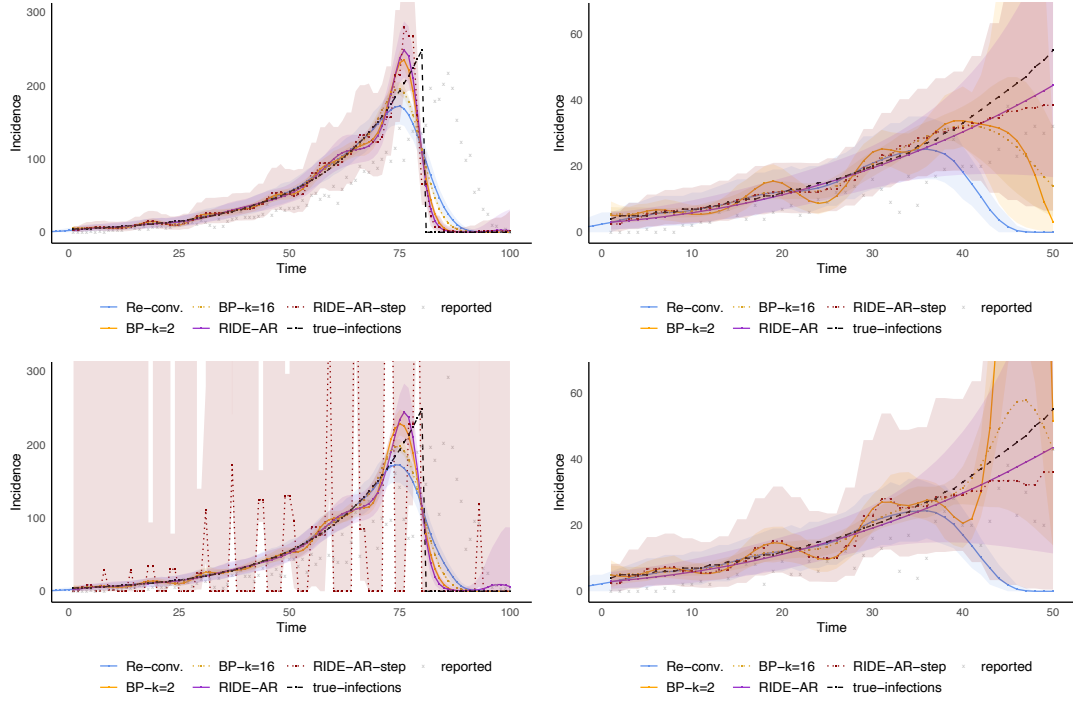 300
200
100
0
Incidence
0 25 50 75 100
Time
Re-conv. BP-k=16 RIDE-AR-step reported
BP-k=2 RIDE-AR true-infections
60
40
20
0
Incidence
0 10 20 30 40 50
Time
Re-conv. BP-k=16 RIDE-AR-step reported
BP-k=2 RIDE-AR true-infections
300
200
100
0
Incidence
0 25 50 75 100
Time
Re-conv. BP-k=16 RIDE-AR-step reported
BP-k=2 RIDE-AR true-infections
60
40
20
0
Incidence
0 10 20 30 40 50
Time
Re-conv. BP-k=16 RIDE-AR-step reported
BP-k=2 RIDE-AR true-infections